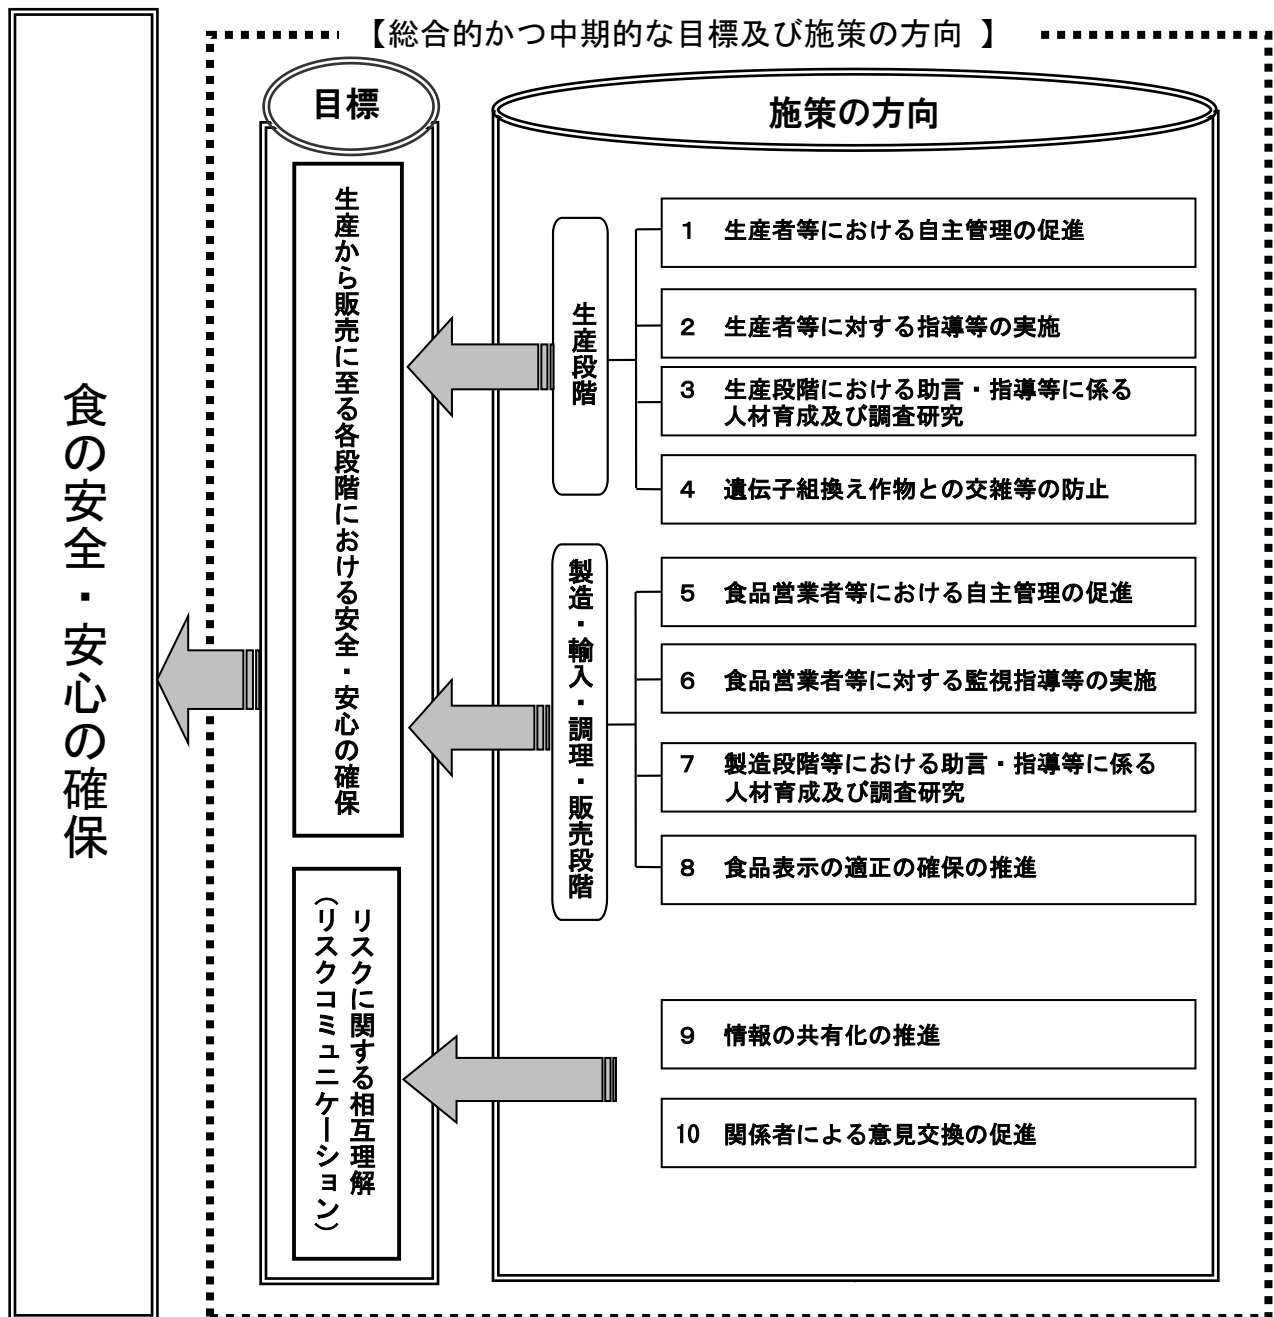 【総合的かつ中期的な目標及び施策の方向 】
食の安全・安心の確保
目標
生産から販売に至る各段階における安全・安心の確保
リスクに関する相互理解
(リスクコミュニケーション)
施策の方向
生産段階
1 生産者等における自主管理の促進
2 生産者等に対する指導等の実施
3 生産段階における助言・指導等に係る
人材育成及び調査研究
4 遺伝子組換え作物との交雑等の防止
製造・輸入・調理・販売段階
5 食品営業者等における自主管理の促進
6 食品営業者等に対する監視指導等の実施
7 製造段階等における助言・指導等に係る
人材育成及び調査研究
8 食品表示の適正の確保の推進
9 情報の共有化の推進
10 関係者による意見交換の促進